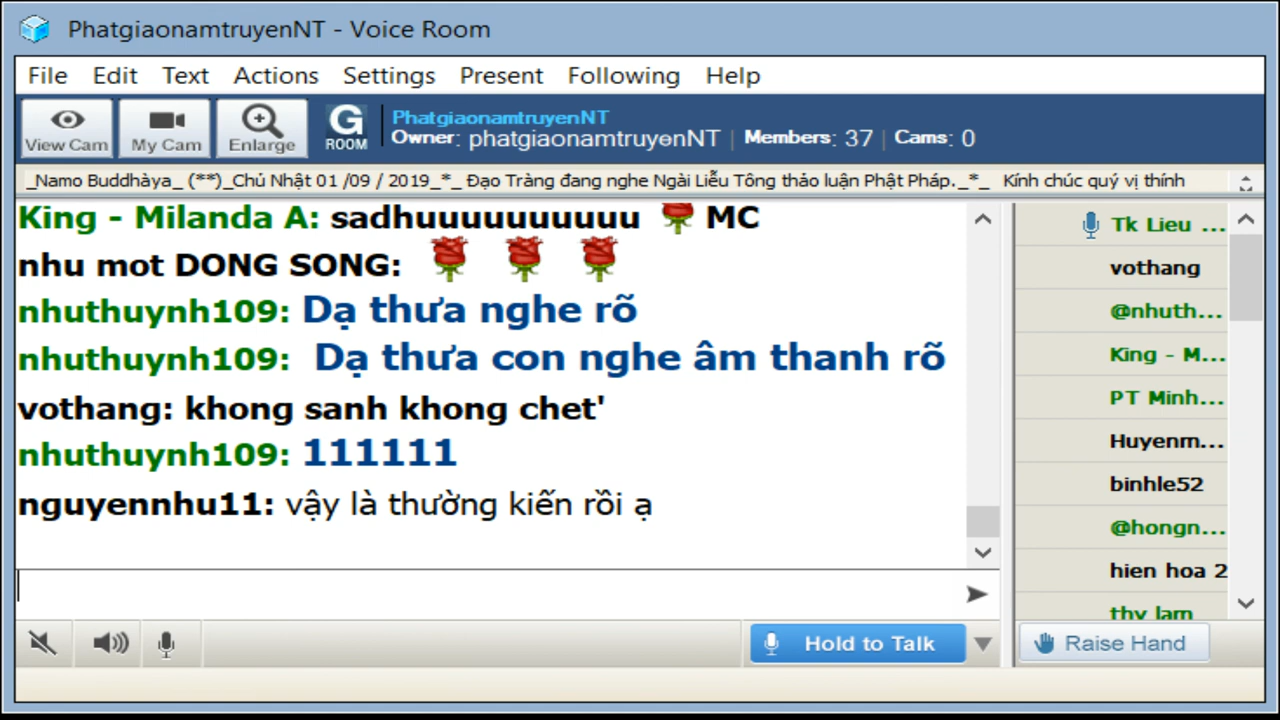 PhatgiaonamtruyenNT - Voice Room
File Edit Text Actions Settings Present Following Help
View Cam My Cam Enlarge G ROOM
PhatgiaonamtruyenNT
Owner: phatgiaonamtruyenNT | Members: 37 | Cams: 0
_Namo Buddhàya_ (**)_Chủ Nhật 01 /09 / 2019_*_ Đạo Tràng đang nghe Ngài Liễu Tông thảo luận Phật Pháp._*_ Kính chúc quý vị thính
King - Milanda A: sadhuuuuuuuuuu MC
nhu mot DONG SONG:
nhuthuynh109: Dạ thưa nghe rõ
nhuthuynh109: Dạ thưa con nghe âm thanh rõ
vothang: khong sanh khong chet'
nhuthuynh109: 111111
nguyennhu11: vậy là thường kiến rồi ạ
Tk Lieu ...
vothang
@nhuth...
King - M...
PT Minh...
Huyenm...
binhle52
@hongn...
hien hoa 2
thy lam
Hold to Talk
Raise Hand